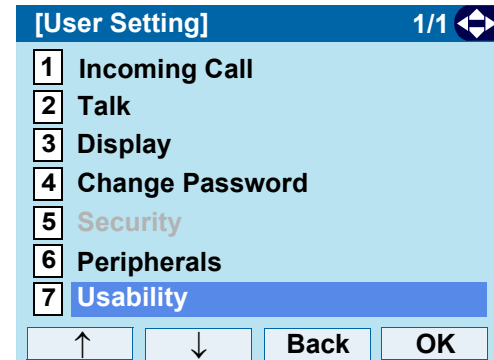 [User Setting] 1/1
1 Incoming Call
2 Talk
3 Display
4 Change Password
5 Security
6 Peripherals
7 Usability
↑ ↓ Back OK